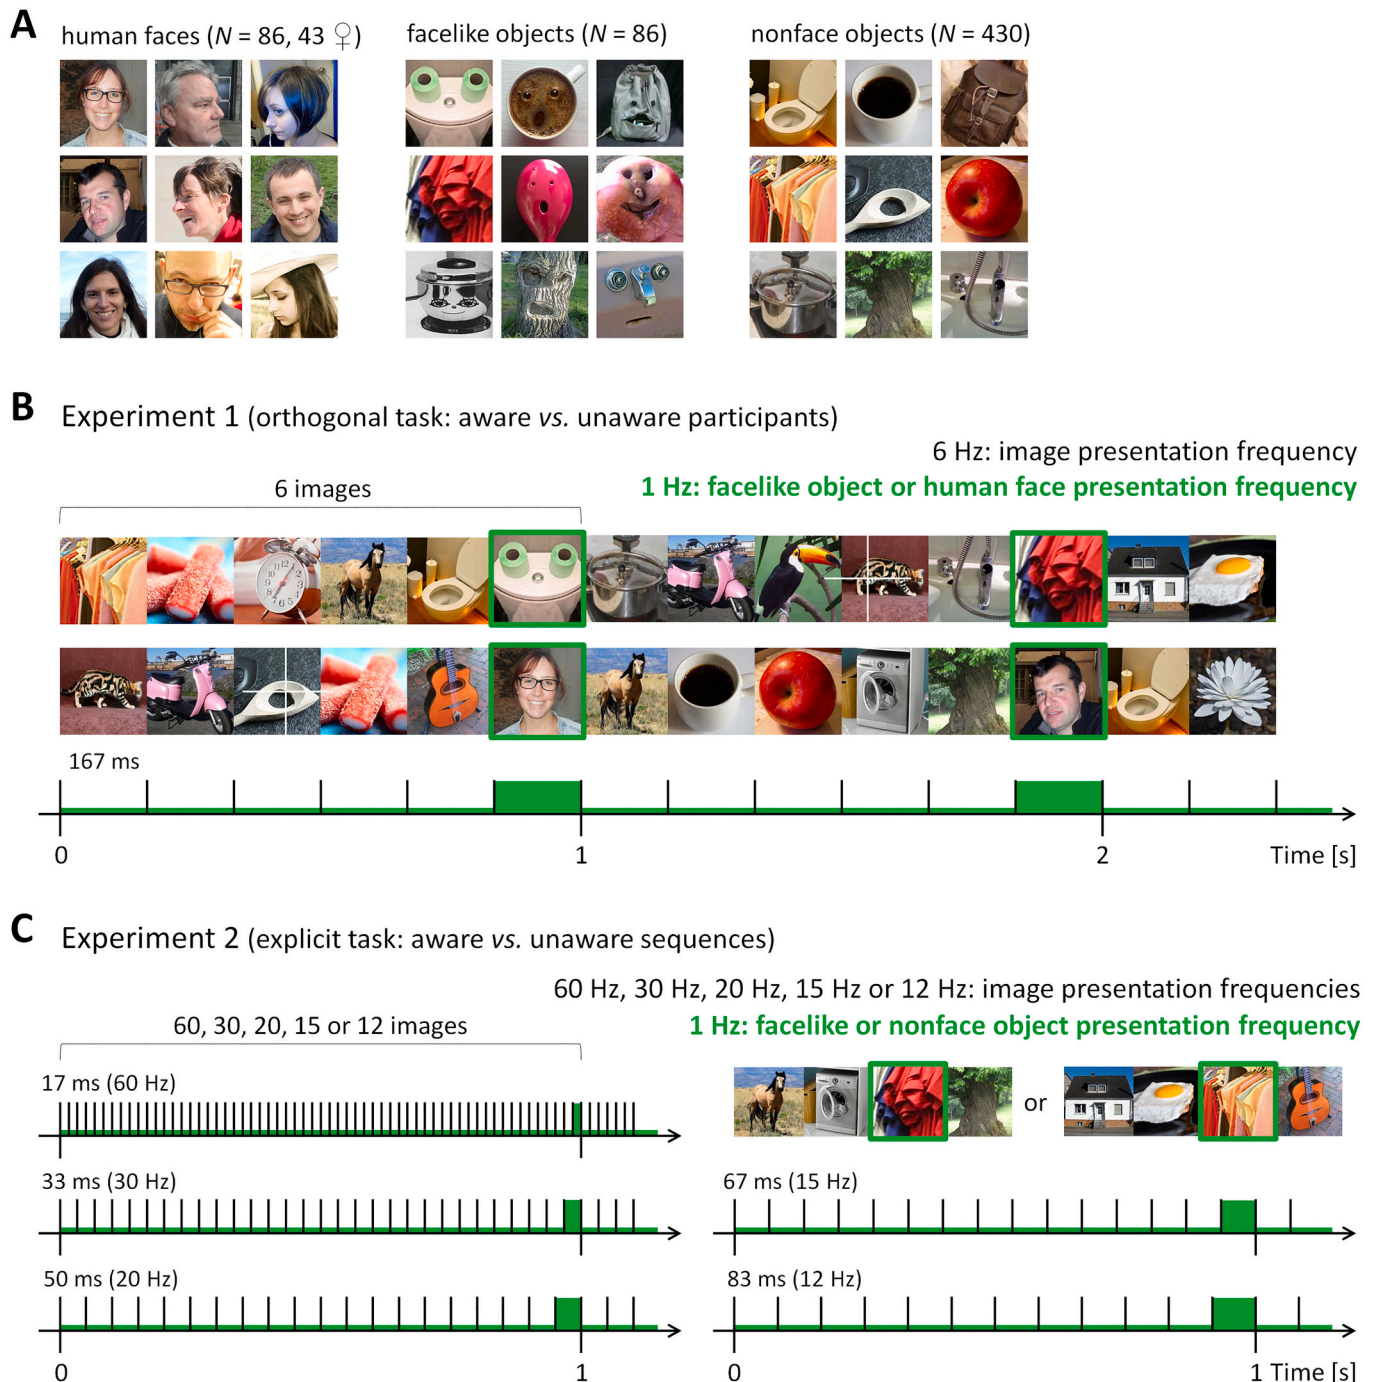 A
human faces (N = 86, 43 ♀)
facelike objects (N = 86)
nonface objects (N = 430)
B
Experiment 1 (orthogonal task: aware vs. unaware participants)
6 Hz: image presentation frequency
1 Hz: facelike object or human face presentation frequency
6 images
167 ms
0 1 2 Time [s]
C
Experiment 2 (explicit task: aware vs. unaware sequences)
60 Hz, 30 Hz, 20 Hz, 15 Hz or 12 Hz: image presentation frequencies
1 Hz: facelike or nonface object presentation frequency
60, 30, 20, 15 or 12 images
17 ms (60 Hz)
or
33 ms (30 Hz)
67 ms (15 Hz)
50 ms (20 Hz)
83 ms (12 Hz)
0 1
0 1 Time [s]